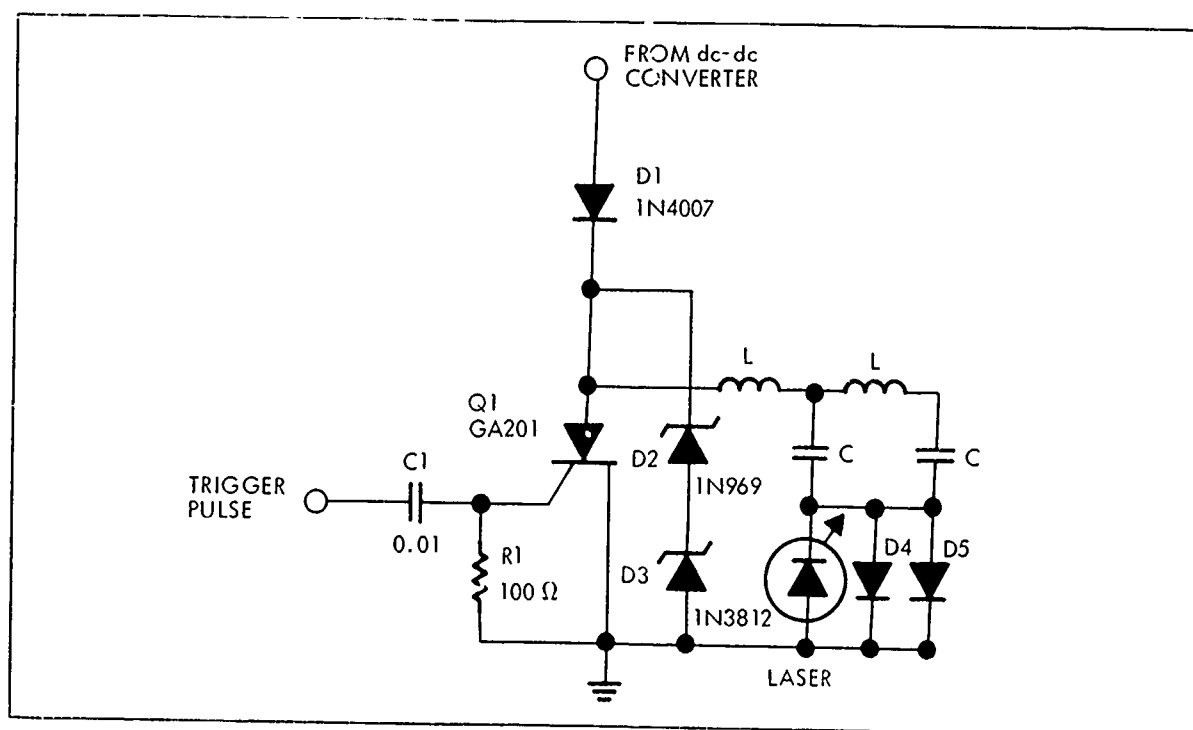 FROM dc-dc
CONVERTER
D1
1N4007
L
L
Q1
GA201
D2
C
C
C1
1N969
TRIGGER
PULSE
0.01
R1
100 Ω
D3
D4
D5
1N3812
LASER